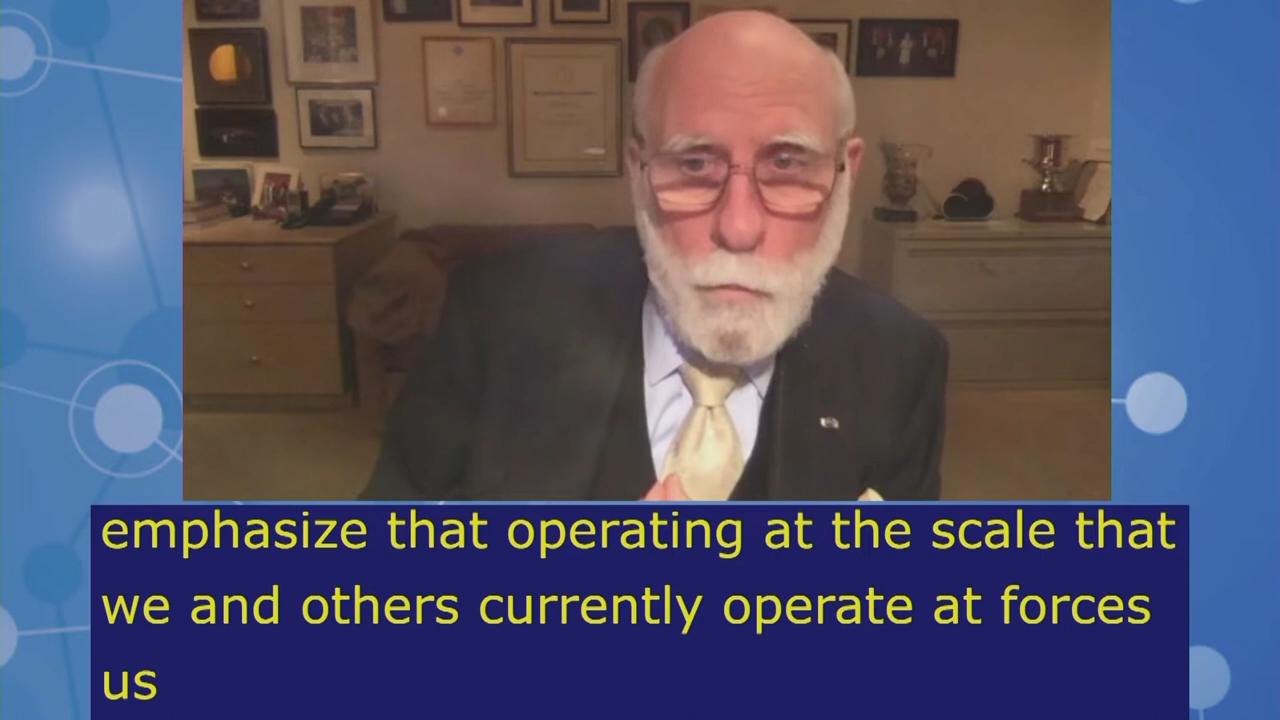 emphasize that operating at the scale that
we and others currently operate at forces
us